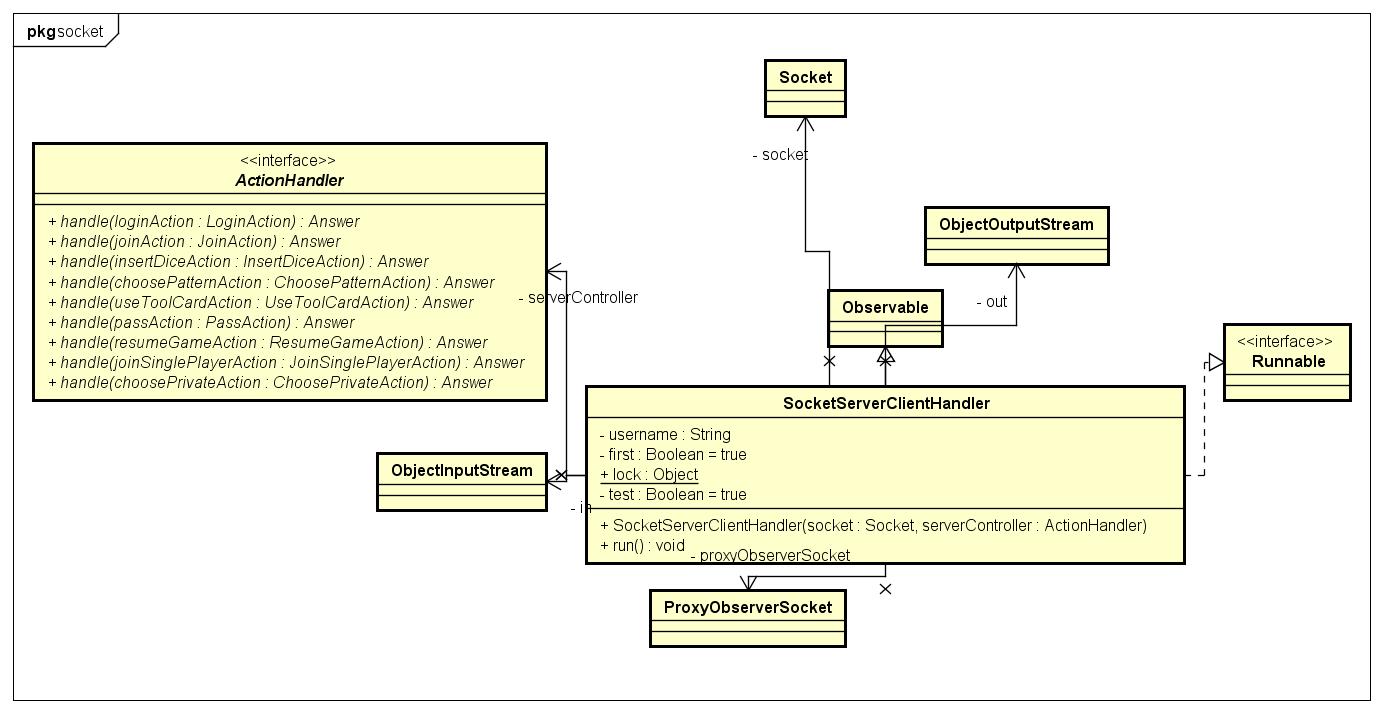 pkg socket
Socket
- socket
<<interface>>
ActionHandler
+ handle(loginAction : LoginAction) : Answer
+ handle(joinAction : JoinAction) : Answer
+ handle(insertDiceAction : InsertDiceAction) : Answer
+ handle(choosePatternAction : ChoosePatternAction) : Answer
+ handle(useToolCardAction : UseToolCardAction) : Answer
+ handle(passAction : PassAction) : Answer
+ handle(resumeGameAction : ResumeGameAction) : Answer
+ handle(joinSinglePlayerAction : JoinSinglePlayerAction) : Answer
+ handle(choosePrivateAction : ChoosePrivateAction) : Answer
- serverController
ObjectOutputStream
- out
Observable
<<interface>>
Runnable
SocketServerClientHandler
- username : String
- first : Boolean = true
+ lock : Object
- test : Boolean = true
+ SocketServerClientHandler(socket : Socket, serverController : ActionHandler)
+ run() : void
ObjectInputStream
- in
- proxyObserverSocket
ProxyObserverSocket